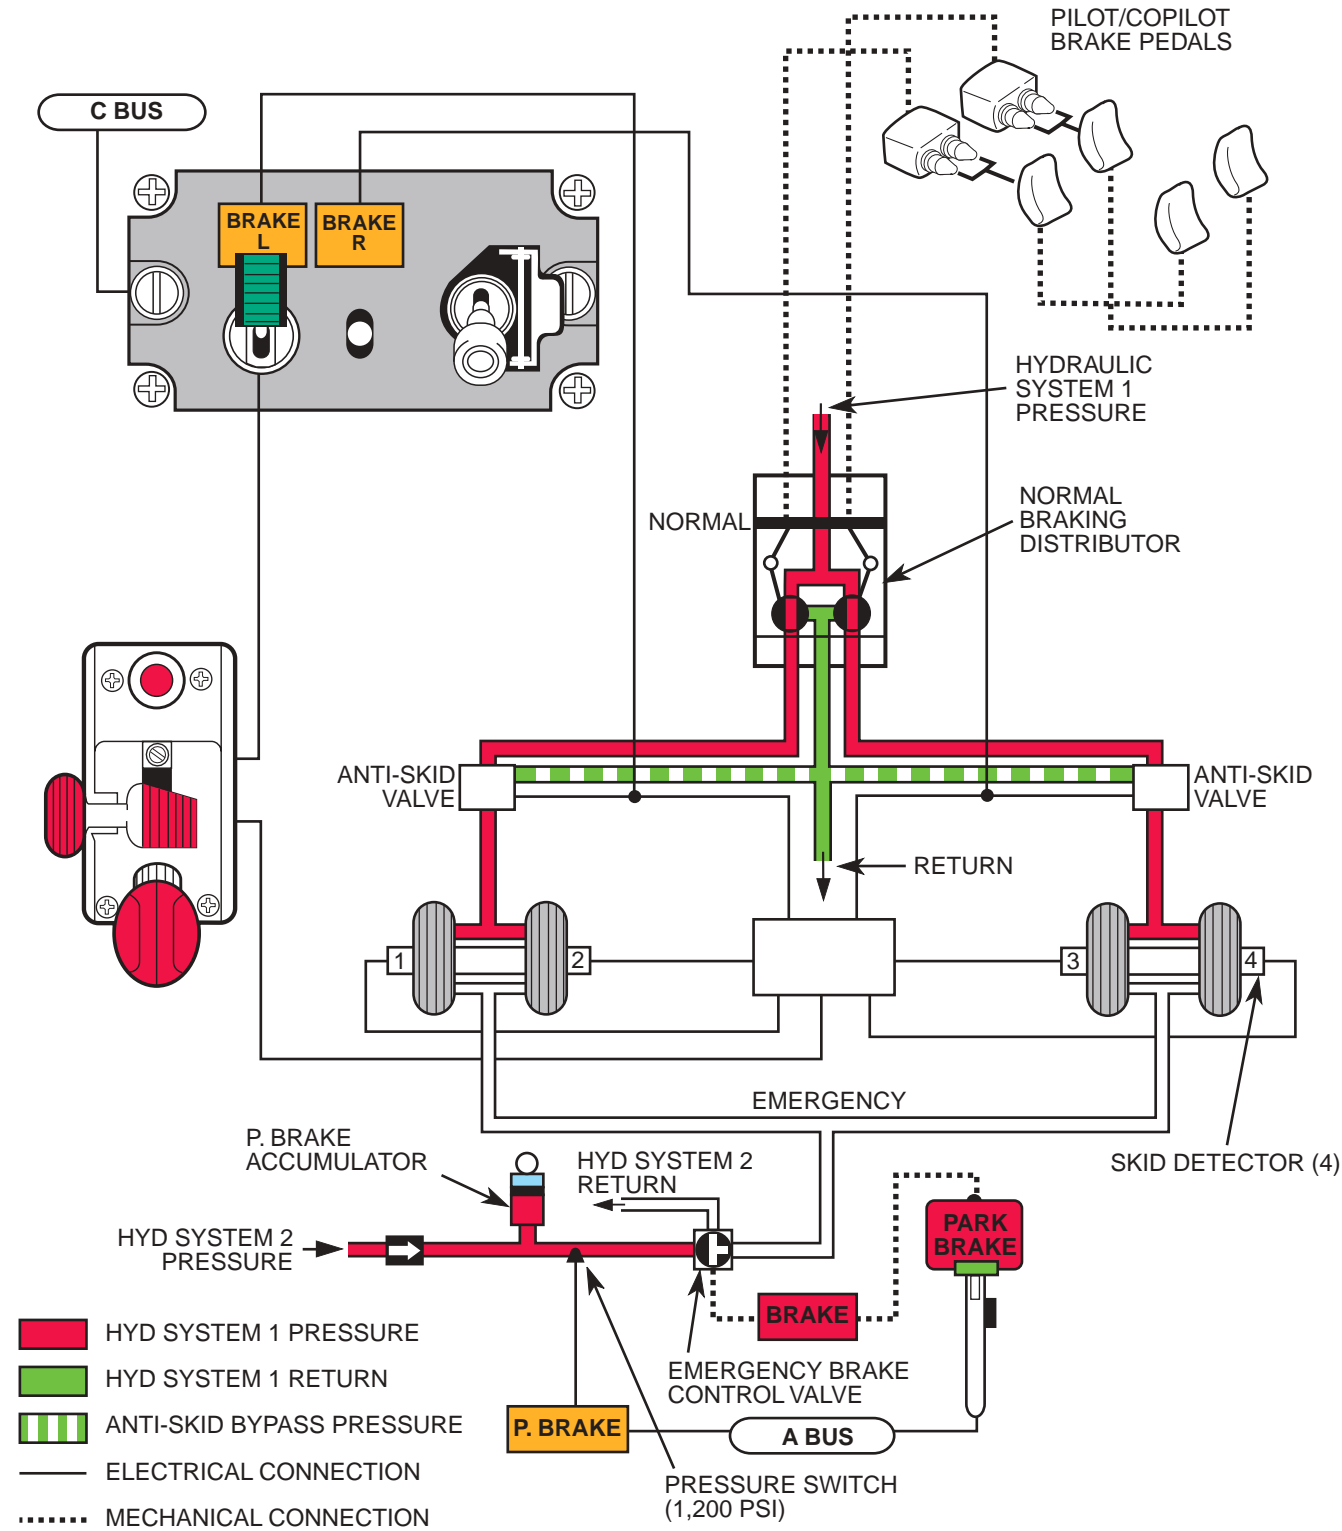 PILOT/COPILOT
BRAKE PEDALS
C BUS
BRAKE
L
BRAKE
R
HYDRAULIC
SYSTEM 1
PRESSURE
NORMAL
NORMAL
BRAKING
DISTRIBUTOR
ANTI-SKID
VALVE
ANTI-SKID
VALVE
RETURN
1
2
3
4
EMERGENCY
SKID DETECTOR (4)
P. BRAKE
ACCUMULATOR
HYD SYSTEM 2
RETURN
HYD SYSTEM 2
PRESSURE
PARK
BRAKE
BRAKE
EMERGENCY BRAKE
CONTROL VALVE
P. BRAKE
A BUS
PRESSURE SWITCH
(1,200 PSI)
HYD SYSTEM 1 PRESSURE
HYD SYSTEM 1 RETURN
ANTI-SKID BYPASS PRESSURE
ELECTRICAL CONNECTION
MECHANICAL CONNECTION